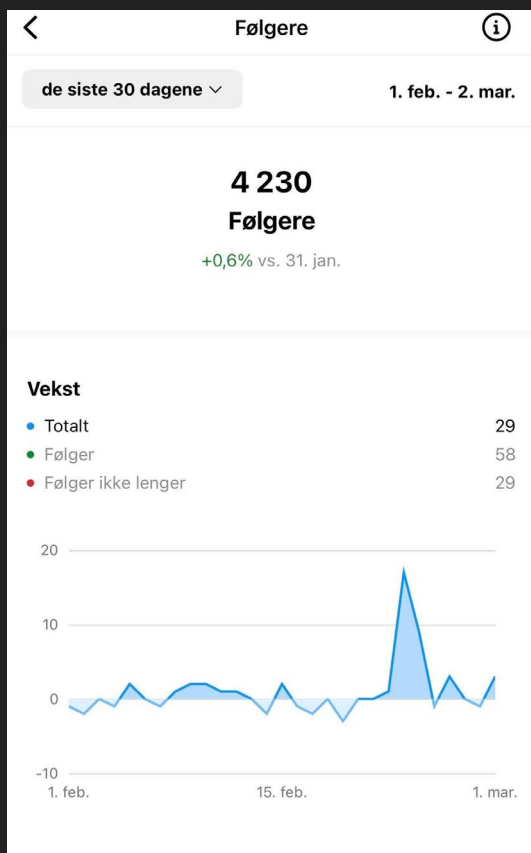 Følgere
de siste 30 dagene
1. feb. - 2. mar.
4 230
Følgere
+0,6% vs. 31. jan.
Vekst
Totalt 29
Følger 58
Følger ikke lenger 29
20
10
0
-10
1. feb. 15. feb. 1. mar.